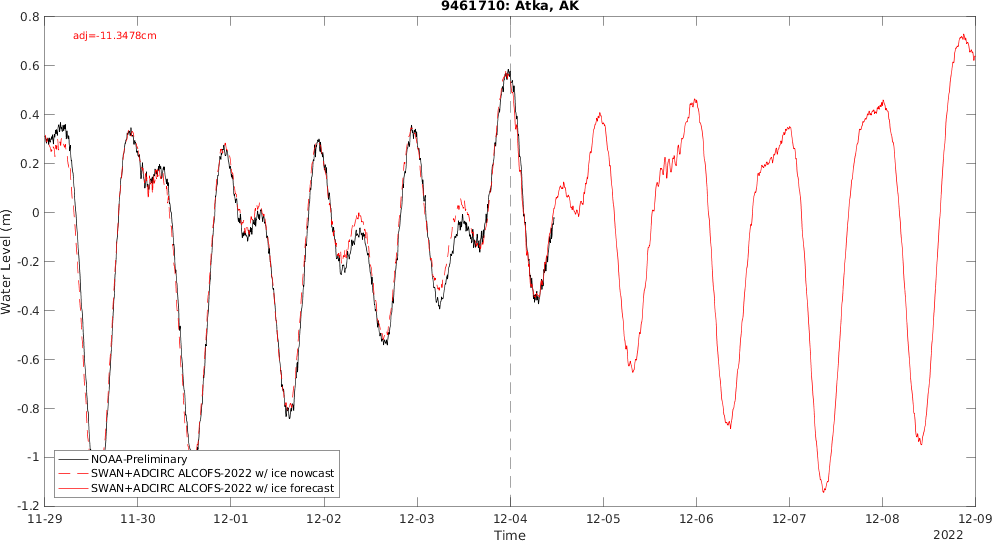 9461710: Atka, AK
adj=-11.3478cm
0.8
0.6
0.4
0.2
0
-0.2
-0.4
-0.6
-0.8
-1
-1.2
Water Level (m)
NOAA-Preliminary
SWAN+ADCIRC ALCOFS-2022 w/ ice nowcast
SWAN+ADCIRC ALCOFS-2022 w/ ice forecast
11-29 11-30 12-01 12-02 12-03 12-04 12-05 12-06 12-07 12-08 12-09
Time
2022